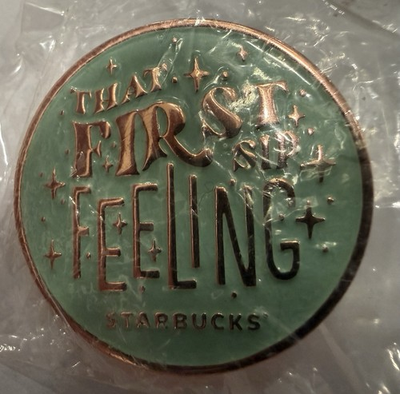 THAT
FIRST
SIP
FEELING
STARBUCKS